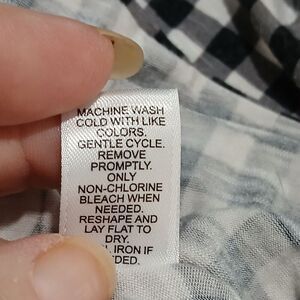 MACHINE WASH
COLD WITH LIKE
COLORS.
GENTLE CYCLE.
REMOVE
PROMPTLY.
ONLY
NON-CHLORINE
BLEACH WHEN
NEEDED.
RESHAPE AND
LAY FLAT TO
DRY.
IRON IF
DED.